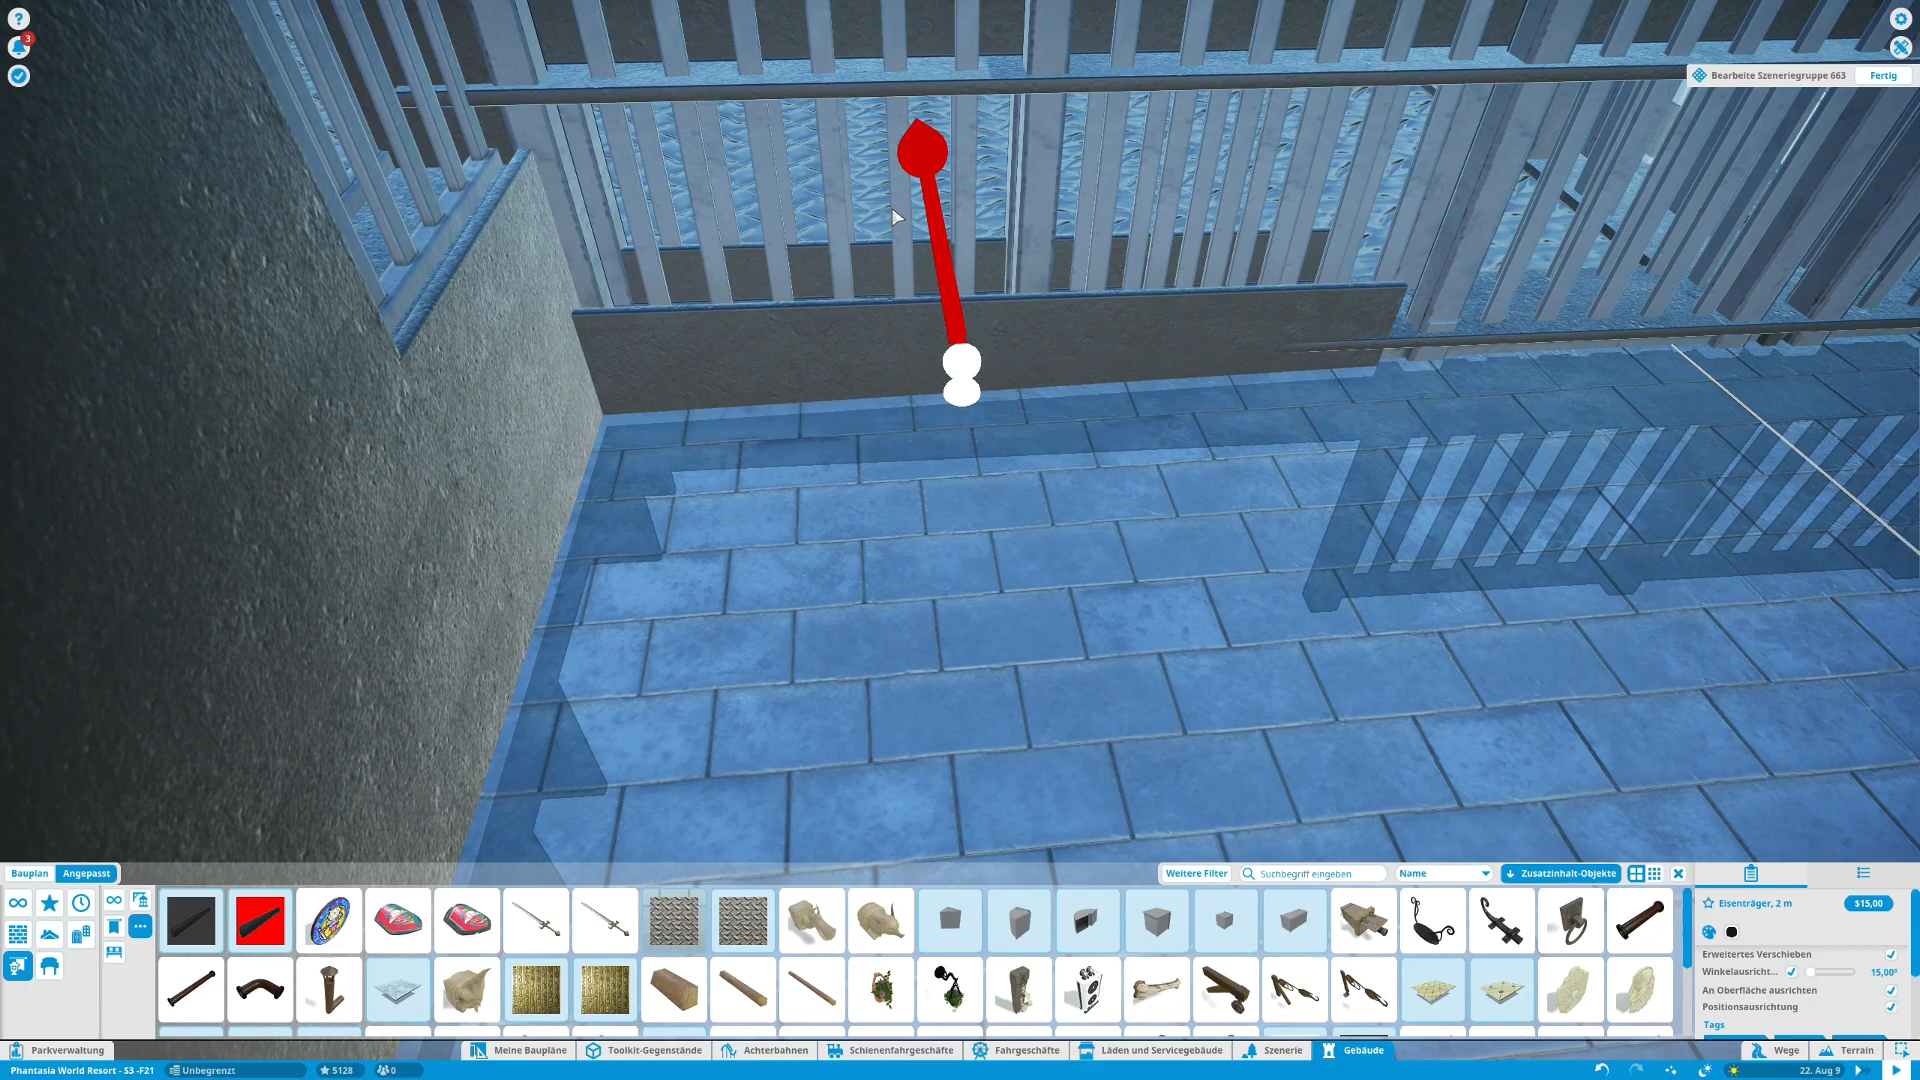 ?
3
Bearbeite Szeneriegruppe 663
Fertig
Bauplan
Angepasst
Weitere Filter
Suchbegriff eingeben
Name
Zusatzinhalt-Objekte
Eisenträger, 2 m
$15,00
Erweitertes Verschieben
Winkelausricht...
15,00°
An Oberfläche ausrichten
Positionsausrichtung
Tags
Parkverwaltung
Meine Baupläne
Toolkit-Gegenstände
Achterbahnen
Schienenfahrgeschäfte
Fahrgeschäfte
Läden und Servicegebäude
Szenerie
Gebäude
Wege
Terrain
Phantasia World Resort - S3 -F21
Unbegrenzt
5128
0
22. Aug 9